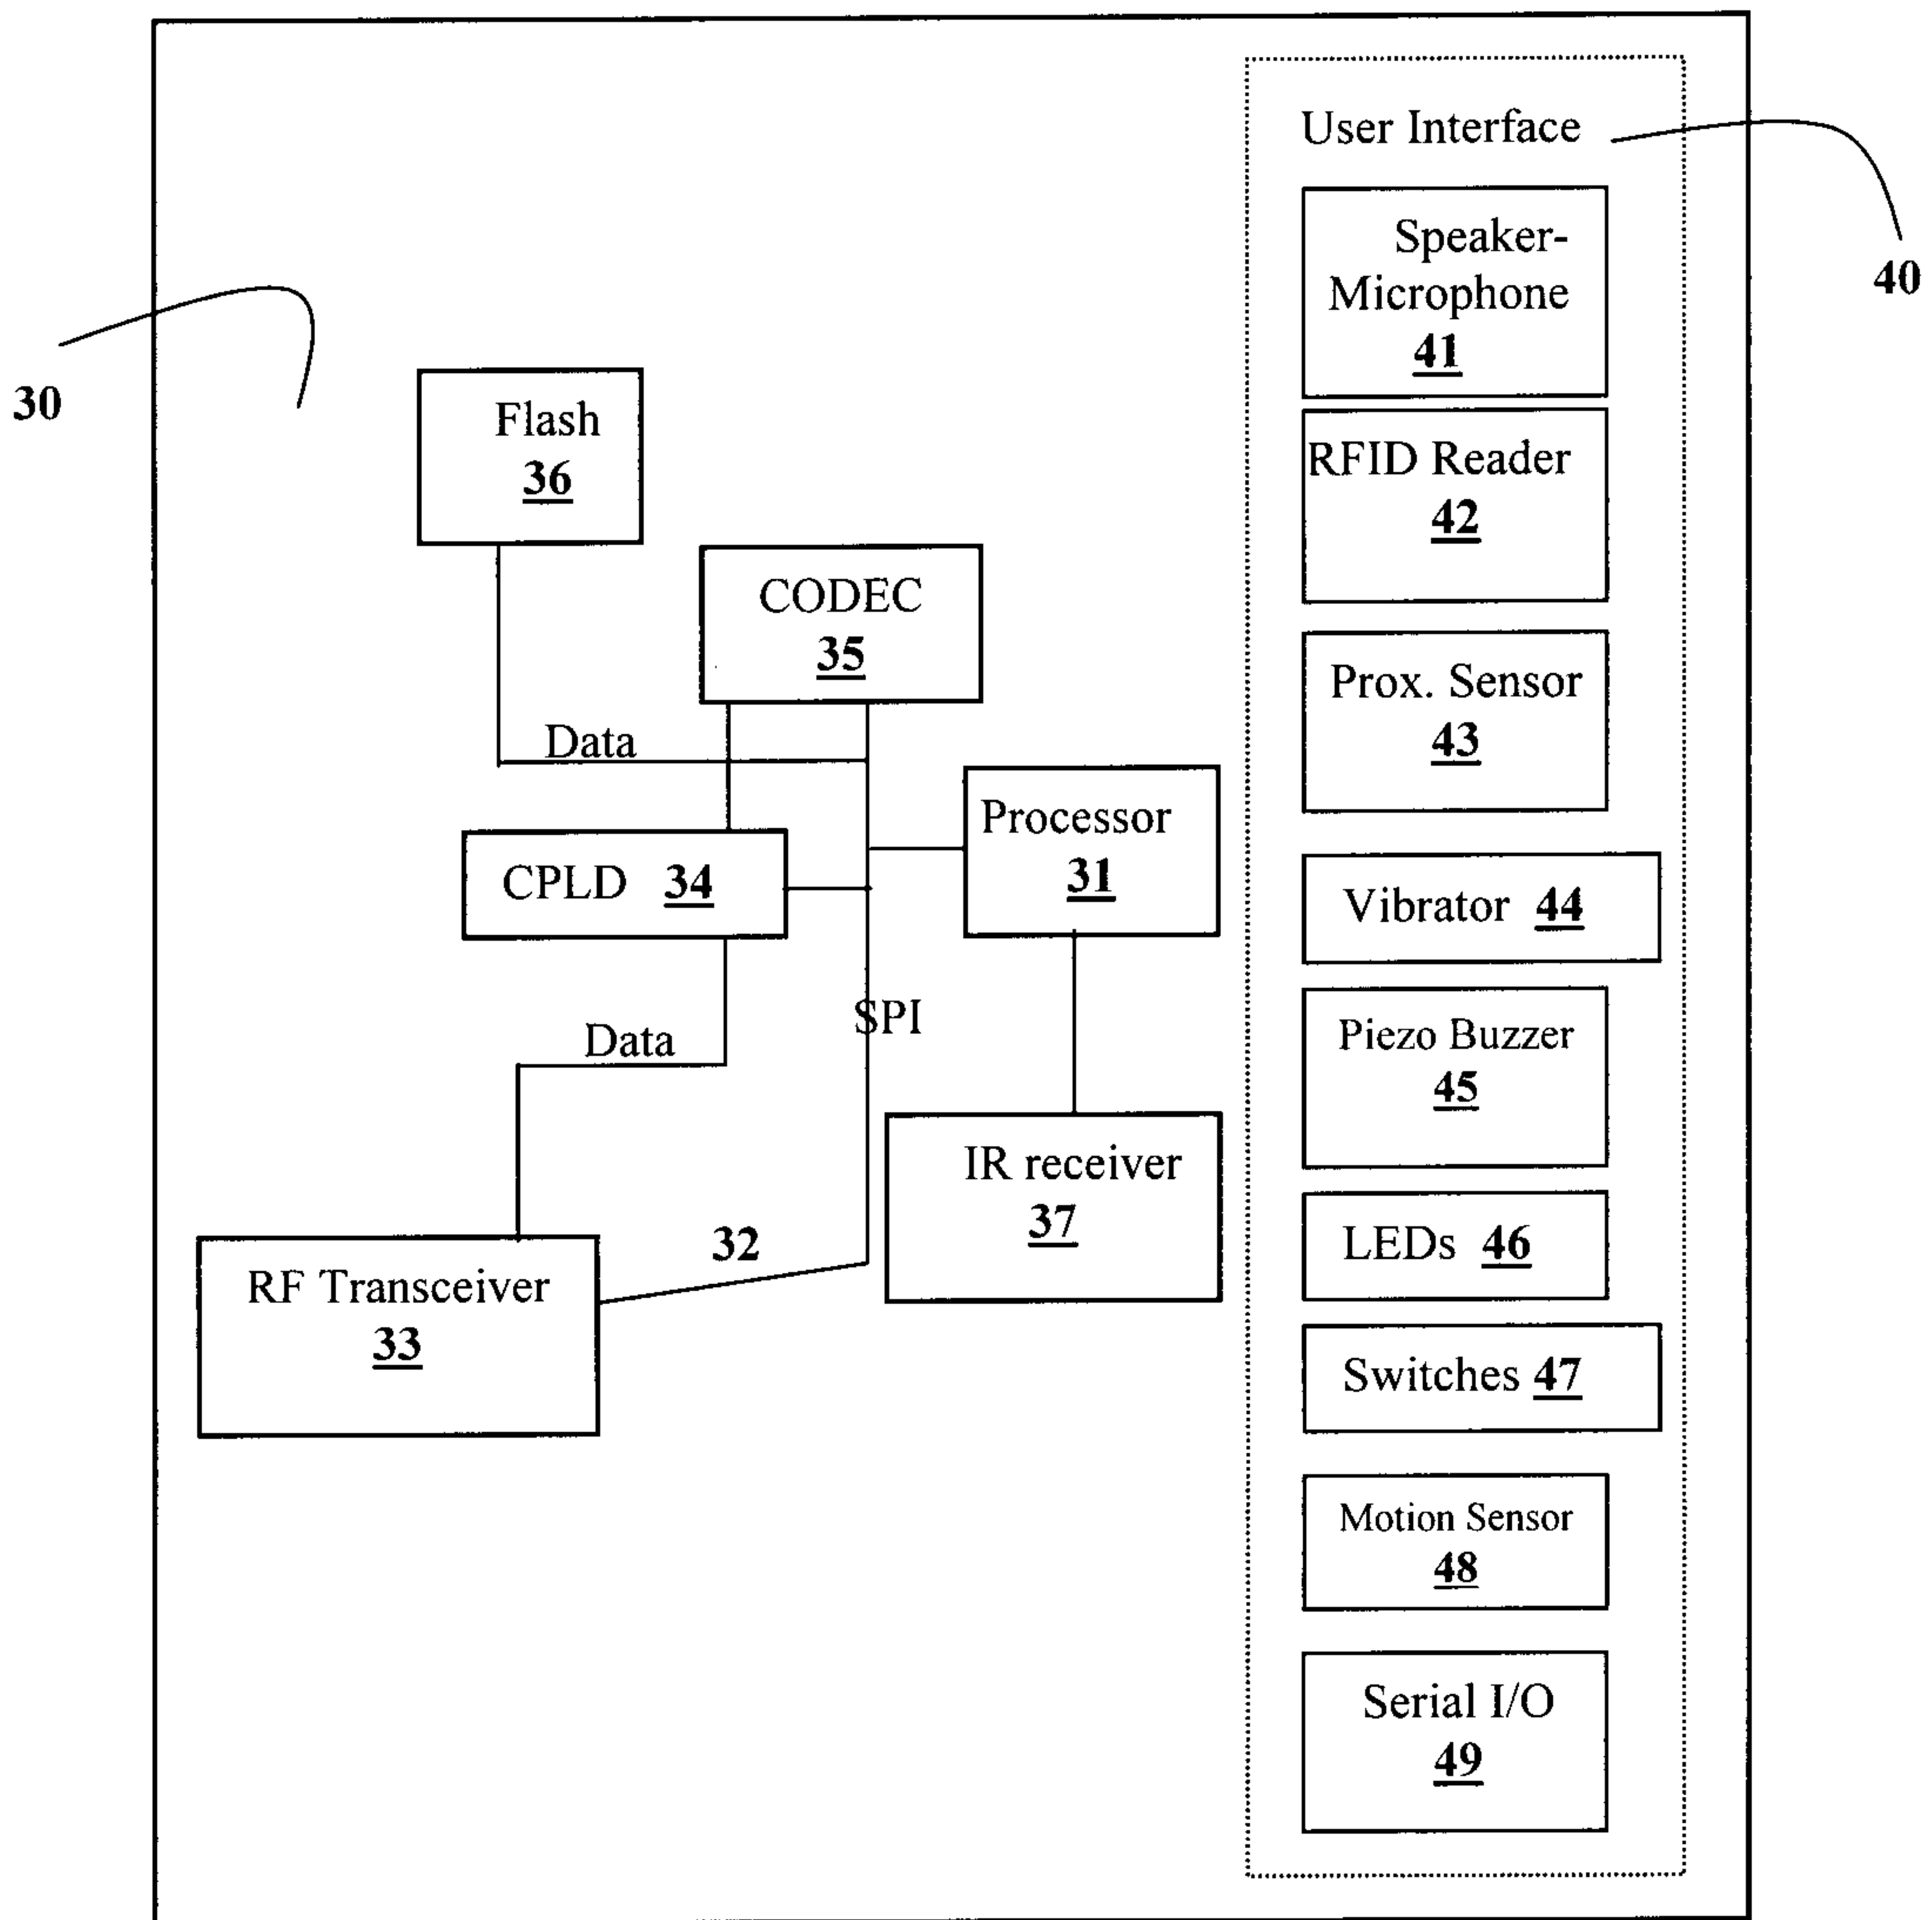 User Interface
Speaker-
Microphone
41
40
RFID Reader
42
30
Flash
36
CODEC
35
Prox. Sensor
43
Data
Processor
31
CPLD 34
Vibrator 44
SPI
Data
Piezo Buzzer
45
IR receiver
37
32
RF Transceiver
33
LEDs 46
Switches 47
Motion Sensor
48
Serial I/O
49